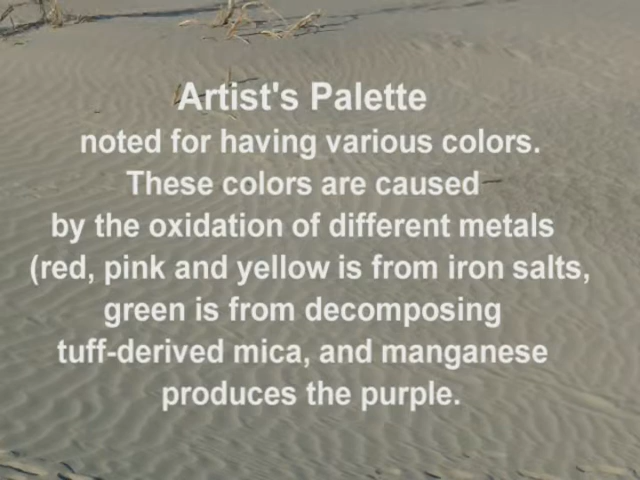 Artist's Palette
noted for having various colors.
These colors are caused
by the oxidation of different metals
(red, pink and yellow is from iron salts,
green is from decomposing
tuff-derived mica, and manganese
produces the purple.